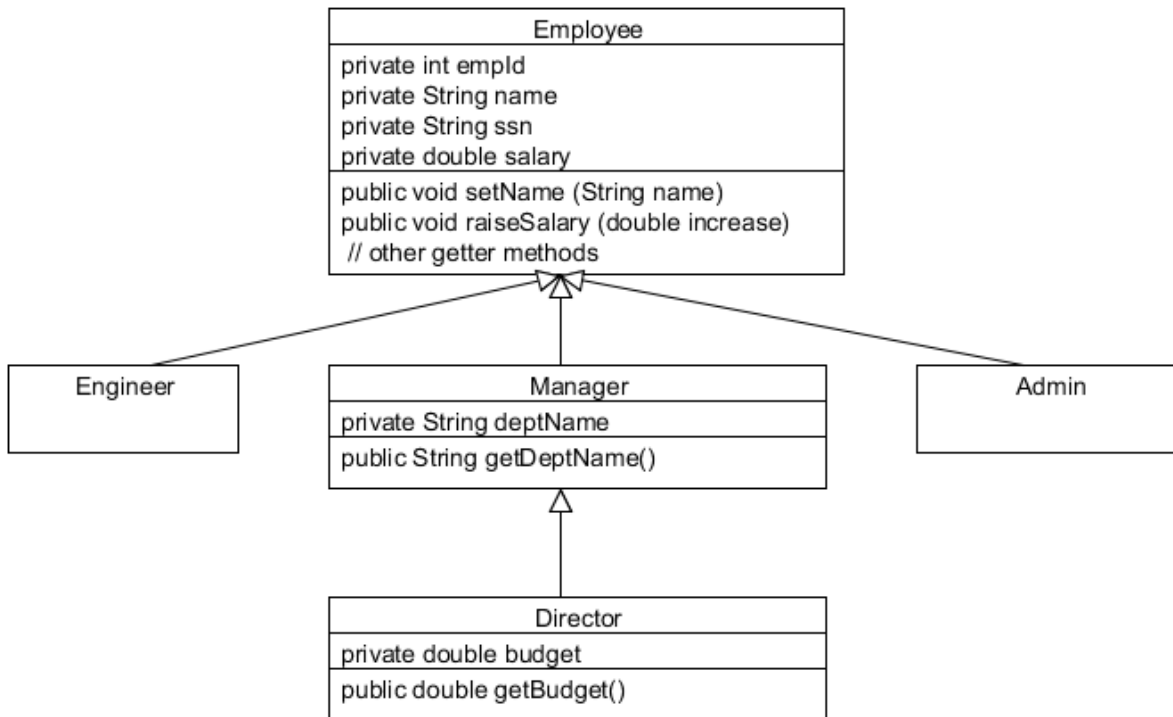 Employee
private int empId
private String name
private String ssn
private double salary
public void setName (String name)
public void raiseSalary (double increase)
// other getter methods
Engineer
Manager
Admin
private String deptName
public String getDeptName()
Director
private double budget
public double getBudget()